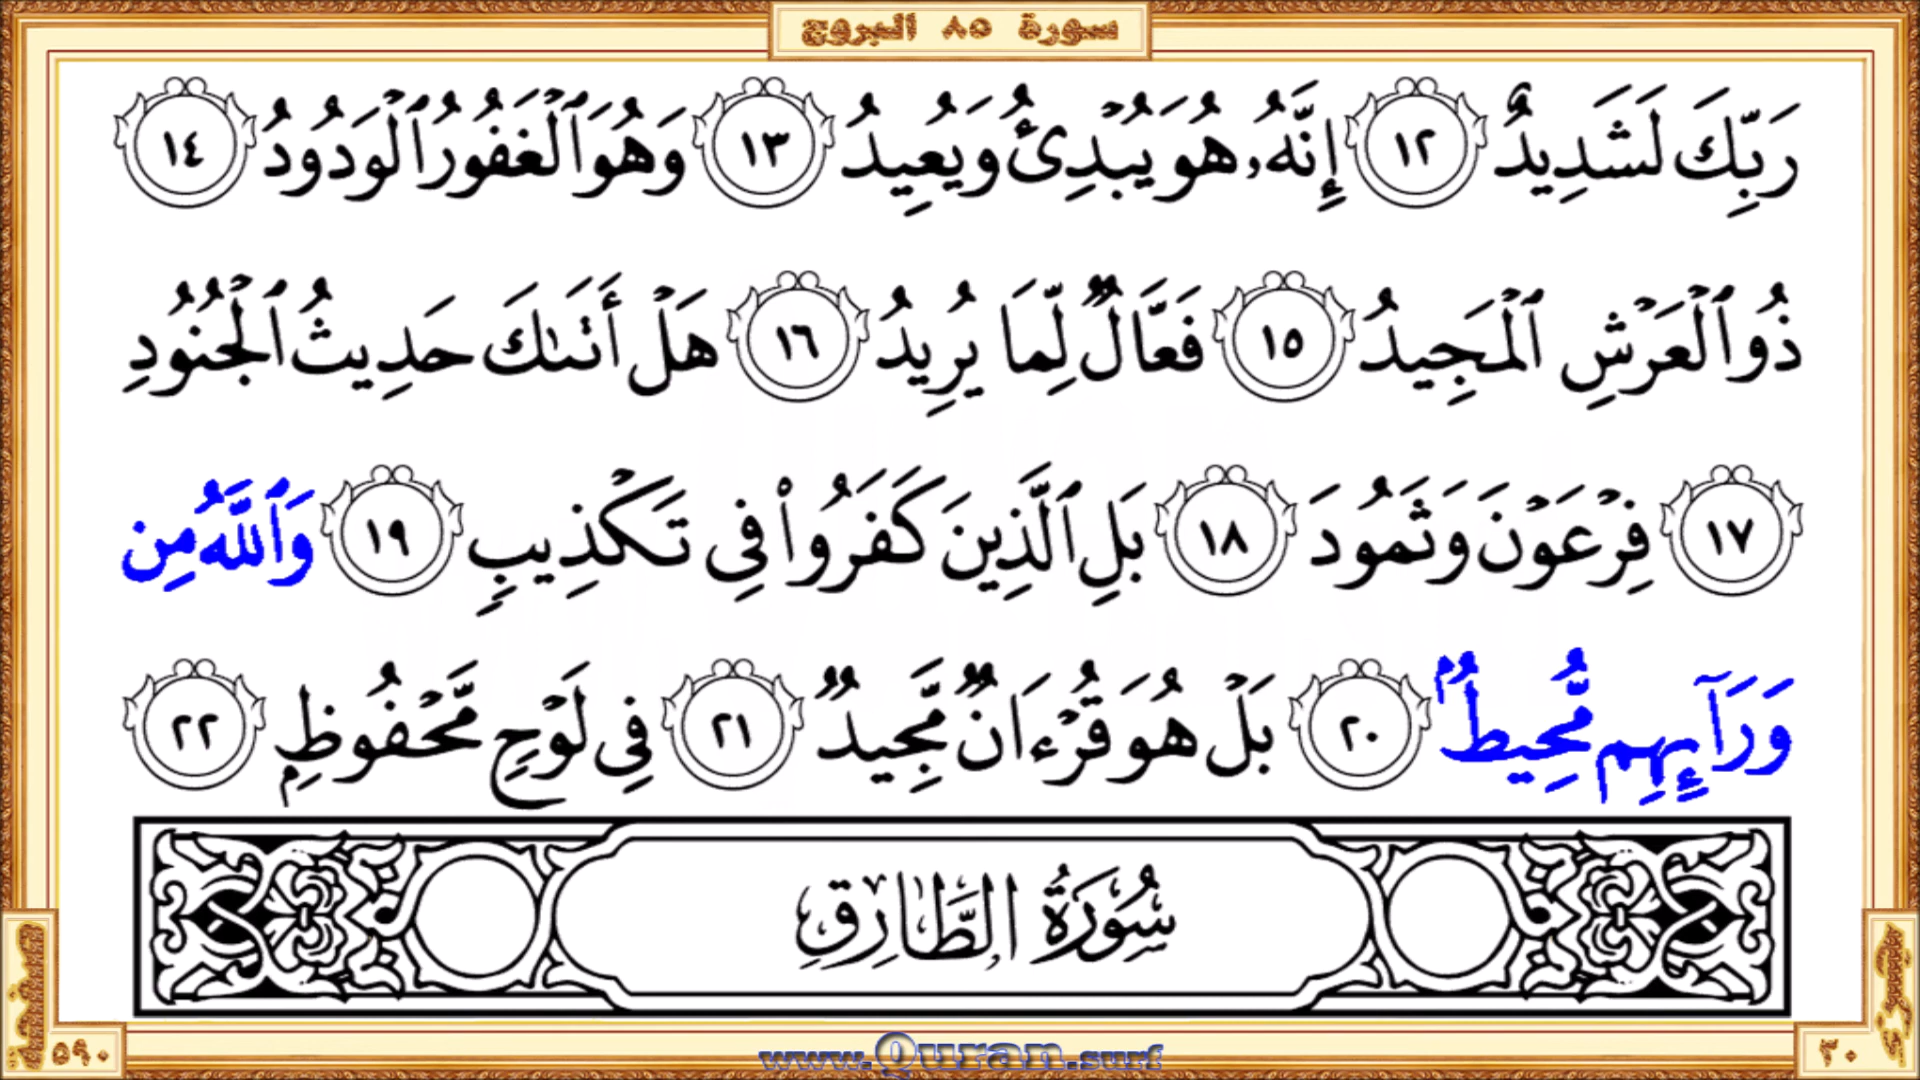 سورة ٨٥ البروج
رَبِّكَ لَشَدِيدٌ ١٢ إِنَّهُۥ هُوَ يُبْدِئُ وَيُعِيدُ ١٣ وَهُوَ ٱلْغَفُورُ ٱلْوَدُودُ ١٤
ذُو ٱلْعَرْشِ ٱلْمَجِيدُ ١٥ فَعَّالٌ لِّمَا يُرِيدُ ١٦ هَلْ أَتَىٰكَ حَدِيثُ ٱلْجُنُودِ
١٧ فِرْعَوْنَ وَثَمُودَ ١٨ بَلِ ٱلَّذِينَ كَفَرُوا۟ فِى تَكْذِيبٍ ١٩ وَٱللَّهُ مِن
وَرَآئِهِم مُّحِيطٌۢ ٢٠ بَلْ هُوَ قُرْءَانٌ مَّجِيدٌ ٢١ فِى لَوْحٍ مَّحْفُوظٍۭ ٢٢
سُورَةُ الطَّارِقِ
صفحة
٥٩٠
www.Quran.surf
٣٠